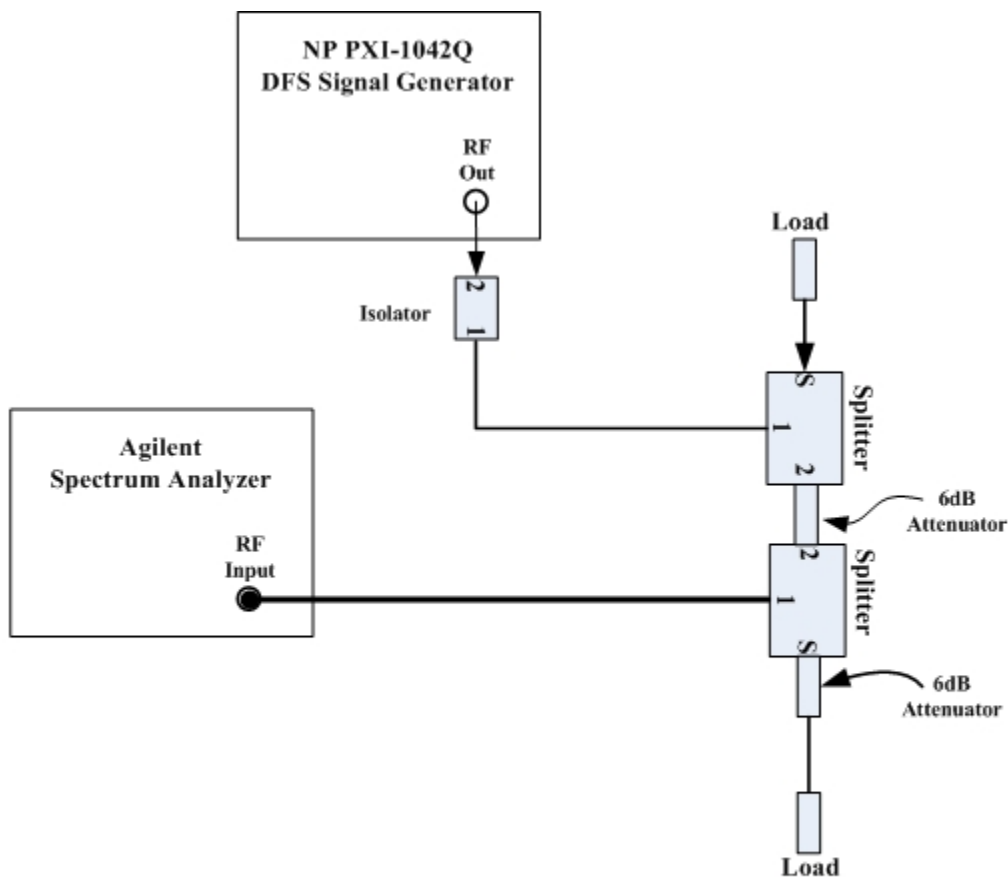 NP PXI-1042Q
DFS Signal Generator
RF
Out
2
1
Isolator
Load
S
1
2
Splitter
6dB
Attenuator
Agilent
Spectrum Analyzer
RF
Input
2
1
S
Splitter
6dB
Attenuator
Load